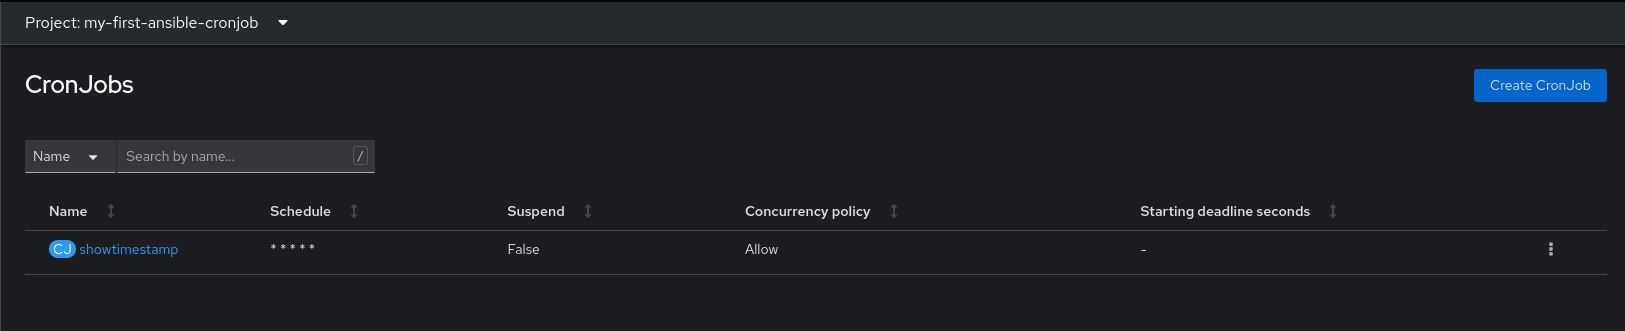 Project: my-first-ansible-cronjob
CronJobs
Create CronJob
Name Search by name... /
Name Schedule Suspend Concurrency policy Starting deadline seconds
CJ showtimestamp * * * * * False Allow -